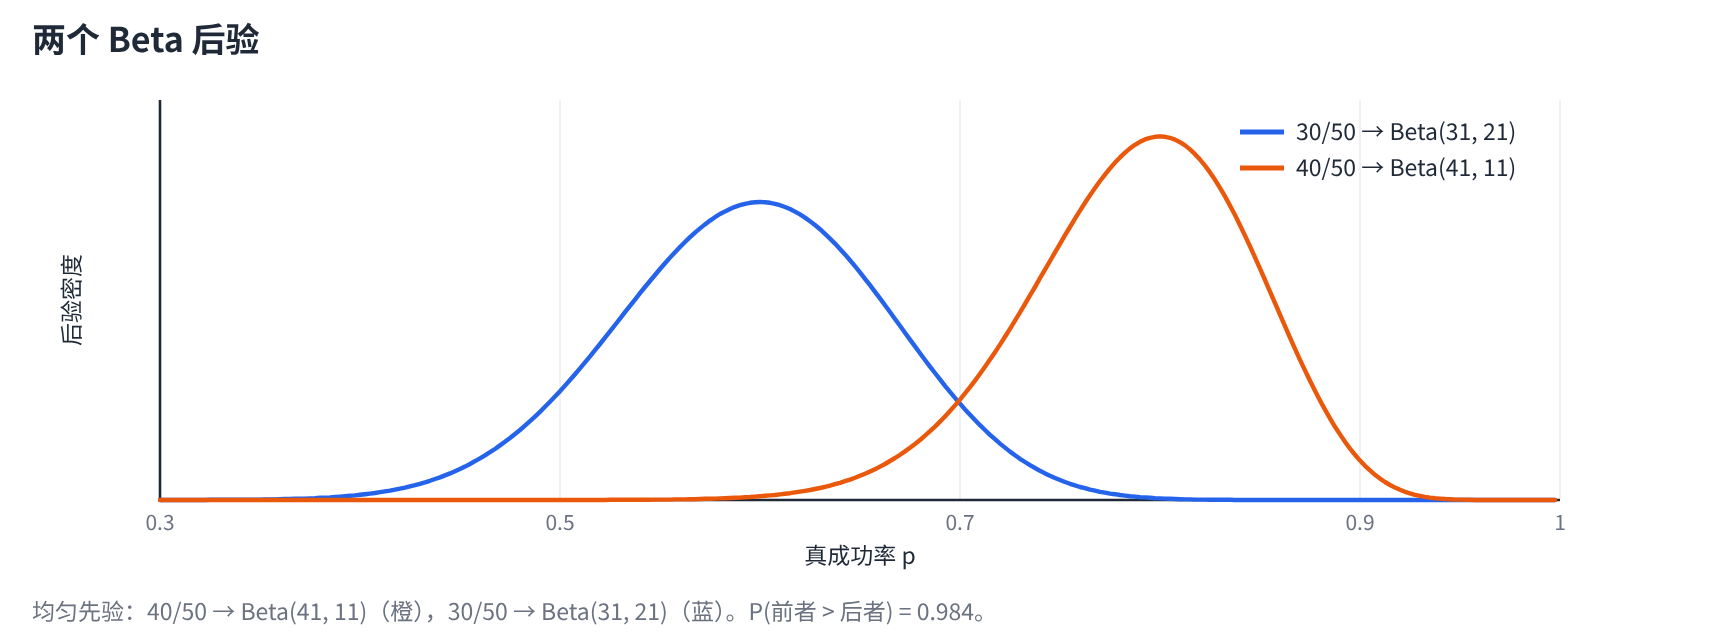 两个 Beta 后验
30/50 → Beta(31, 21)
40/50 → Beta(41, 11)
后验密度
0.3 0.5 0.7 0.9 1
真成功率 p
均匀先验：40/50 → Beta(41, 11)（橙），30/50 → Beta(31, 21)（蓝）。P(前者 > 后者) = 0.984。